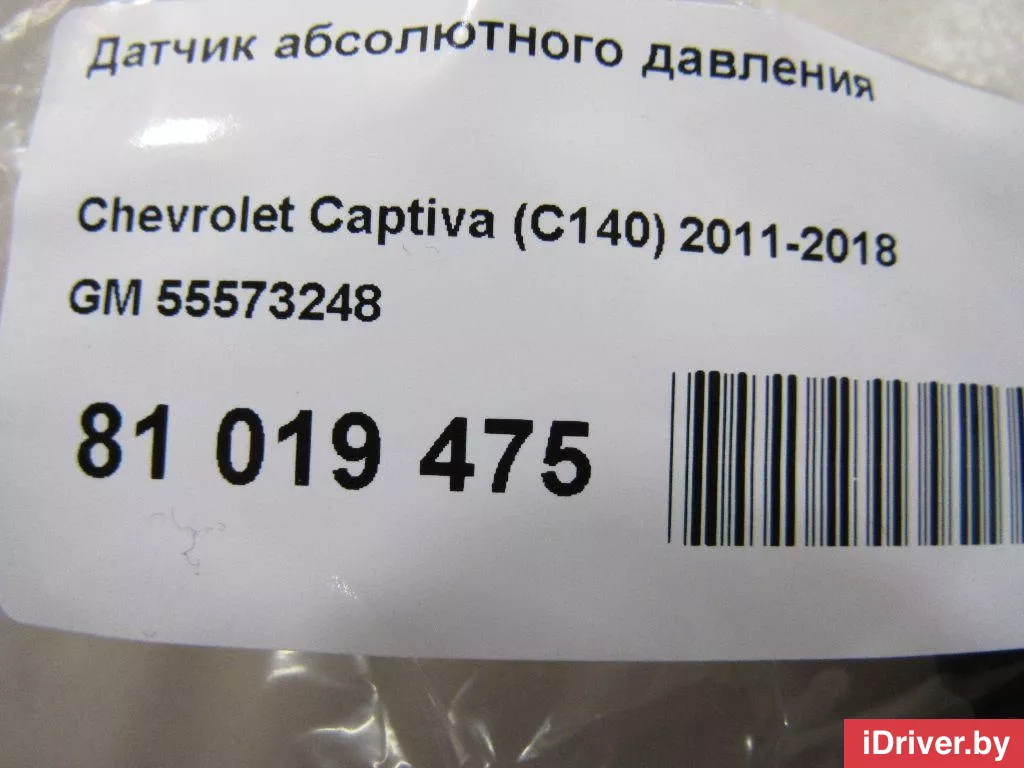 Датчик абсолютного давления
Chevrolet Captiva (C140) 2011-2018
GM 55573248
81 019 475
iDriver.by